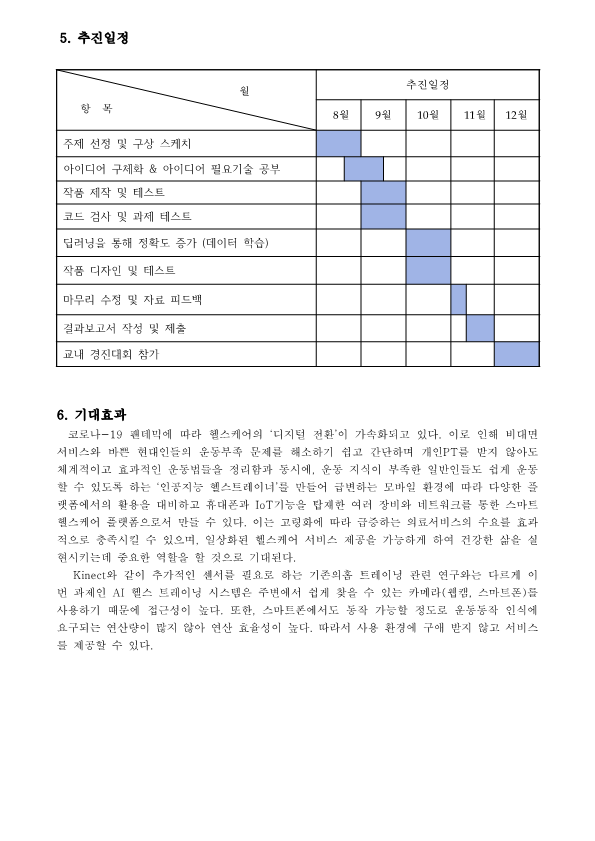 5. 추진일정
월
항 목
추진일정
8월 9월 10월 11월 12월
주제 선정 및 구상 스케치
아이디어 구체화 & 아이디어 필요기술 공부
작품 제작 및 테스트
코드 검사 및 과제 테스트
딥러닝을 통해 정확도 증가 (데이터 학습)
작품 디자인 및 테스트
마무리 수정 및 자료 피드백
결과보고서 작성 및 제출
교내 경진대회 참가
6. 기대효과
코로나-19 팬테믹에 따라 헬스케어의 ‘디지털 전환’이 가속화되고 있다. 이로 인해 비대면
서비스와 바쁜 현대인들의 운동부족 문제를 해소하기 쉽고 간단하며 개인PT를 받지 않아도
체계적이고 효과적인 운동법들을 정리함과 동시에, 운동 지식이 부족한 일반인들도 쉽게 운동
할 수 있도록 하는 ‘인공지능 헬스트레이너’를 만들어 급변하는 모바일 환경에 따라 다양한 플
랫폼에서의 활용을 대비하고 휴대폰과 IoT기능을 탑재한 여러 장비와 네트워크를 통한 스마트
헬스케어 플랫폼으로서 만들 수 있다. 이는 고령화에 따라 급증하는 의료서비스의 수요를 효과
적으로 충족시킬 수 있으며, 일상화된 헬스케어 서비스 제공을 가능하게 하여 건강한 삶을 실
현시키는데 중요한 역할을 할 것으로 기대된다.
Kinect와 같이 추가적인 센서를 필요로 하는 기존의홈 트레이닝 관련 연구와는 다르게 이
번 과제인 AI 헬스 트레이닝 시스템은 주변에서 쉽게 찾을 수 있는 카메라(웹캠, 스마트폰)를
사용하기 때문에 접근성이 높다. 또한, 스마트폰에서도 동작 가능할 정도로 운동동작 인식에
요구되는 연산량이 많지 않아 연산 효율성이 높다. 따라서 사용 환경에 구애 받지 않고 서비스
를 제공할 수 있다.